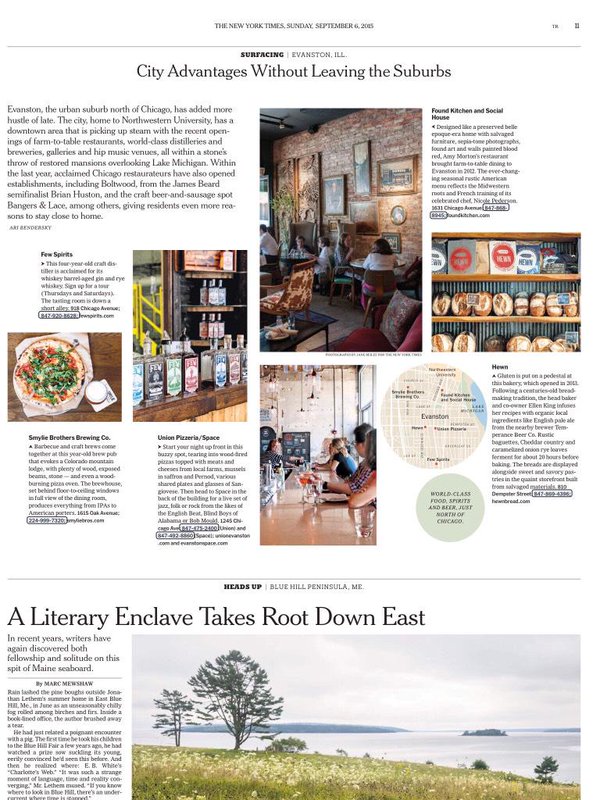 THE NEW YORK TIMES, SUNDAY, SEPTEMBER 6, 2015
TR
11
SURFACING | EVANSTON, ILL.
City Advantages Without Leaving the Suburbs
Evanston, the urban suburb north of Chicago, has added more
hustle of late. The city, home to Northwestern University, has a
downtown area that is picking up steam with the recent open-
ings of farm-to-table restaurants, world-class distilleries and
breweries, galleries and hip music venues, all within a stone's
throw of restored mansions overlooking Lake Michigan. Within
the last year, acclaimed Chicago restaurateurs have also opened
establishments, including Boltwood, from the James Beard
semifinalist Brian Huston, and the craft beer-and-sausage spot
Bangers & Lace, among others, giving residents even more rea-
sons to stay close to home.
ARI BENDERSKY
Found Kitchen and Social
House
Designed like a preserved belle
epoque-era home with salvaged
furniture, sepia-tone photographs,
found art and walls painted blood
red, Amy Morton's restaurant
brought farm-to-table dining to
Evanston in 2012. The ever-chang-
ing seasonal rustic American
menu reflects the Midwestern
roots and French training of its
celebrated chef, Nicole Pederson.
1631 Chicago Avenue; 847-868-
8945; foundkitchen.com
Few Spirits
This four-year-old craft dis-
tiller is acclaimed for its
whiskey barrel-aged gin and rye
whiskey. Sign up for a tour
(Thursdays and Saturdays).
The tasting room is down a
short alley. 918 Chicago Avenue;
847-920-8628; fewspirits.com
FEW
FEW
HEWN
HEWN
PHOTOGRAPHS BY JANE BEILES FOR THE NEW YORK TIMES
Smylie Brothers Brewing Co.
Barbecue and craft brews come
together at this year-old brew pub
that evokes a Colorado mountain
lodge, with plenty of wood, exposed
beams, stone — and even a wood-
burning pizza oven. The brewhouse,
set behind floor-to-ceiling windows
in full view of the dining room,
produces everything from IPAs to
American porters. 1615 Oak Avenue;
224-999-7320; smyliebros.com
Union Pizzeria/Space
Start your night up front in this
buzzy spot, tearing into wood-fired
pizzas topped with meats and
cheeses from local farms, mussels
in saffron and Pernod, various
shared plates and glasses of San-
giovese. Then head to Space in the
back of the building for a live set of
jazz, folk or rock from the likes of
the English Beat, Blind Boys of
Alabama or Bob Mould. 1245 Chi-
cago Ave; 847-475-2400 (Union) and
847-492-8860 (Space); unionevanston
.com and evanstonspace.com
Northwestern
University
Smylie Brothers
Brewing Co.
Found Kitchen
and Social House
LAKE
MICHIGAN
Evanston
Hewn
Union Pizzeria
Few Spirits
WORLD-CLASS
FOOD, SPIRITS
AND BEER, JUST
NORTH OF
CHICAGO.
Hewn
Gluten is put on a pedestal at
this bakery, which opened in 2013.
Following a centuries-old bread-
making tradition, the head baker
and co-owner Ellen King infuses
her recipes with organic local
ingredients like English pale ale
from the nearby brewer Tem-
perance Beer Co. Rustic
baguettes, Cheddar country and
caramelized onion rye loaves
ferment for about 20 hours before
baking. The breads are displayed
alongside sweet and savory pas-
tries in the quaint storefront built
from salvaged materials. 810
Dempster Street; 847-869-4396;
hewnbread.com
HEADS UP | BLUE HILL PENINSULA, ME.
A Literary Enclave Takes Root Down East
In recent years, writers have
again discovered both
fellowship and solitude on this
spit of Maine seaboard.
By MARC MEWSHAW
Rain lashed the pine boughs outside Jona-
than Lethem's summer home in East Blue
Hill, Me., in June as an unseasonably chilly
fog rolled among birches and firs. Inside a
book-lined office, the author brushed away
a tear.
He had just related a poignant encounter
with a pig. The first time he took his children
to the Blue Hill Fair a few years ago, he had
watched a prize sow suckling its young,
eerily convinced he'd seen this before. And
then he realized where: E. B. White's
"Charlotte's Web." "It was such a strange
moment of language, time and reality con-
verging," Mr. Lethem mused. "If you know
where to look in Blue Hill, there's an under-
current where time is stopped."